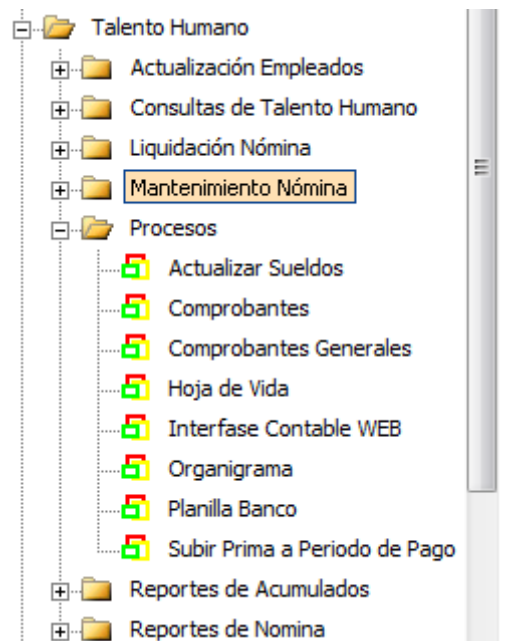 Talento Humano
Actualización Empleados
Consultas de Talento Humano
Liquidación Nómina
Mantenimiento Nómina
Procesos
Actualizar Sueldos
Comprobantes
Comprobantes Generales
Hoja de Vida
Interfase Contable WEB
Organigrama
Planilla Banco
Subir Prima a Periodo de Pago
Reportes de Acumulados
Reportes de Nomina